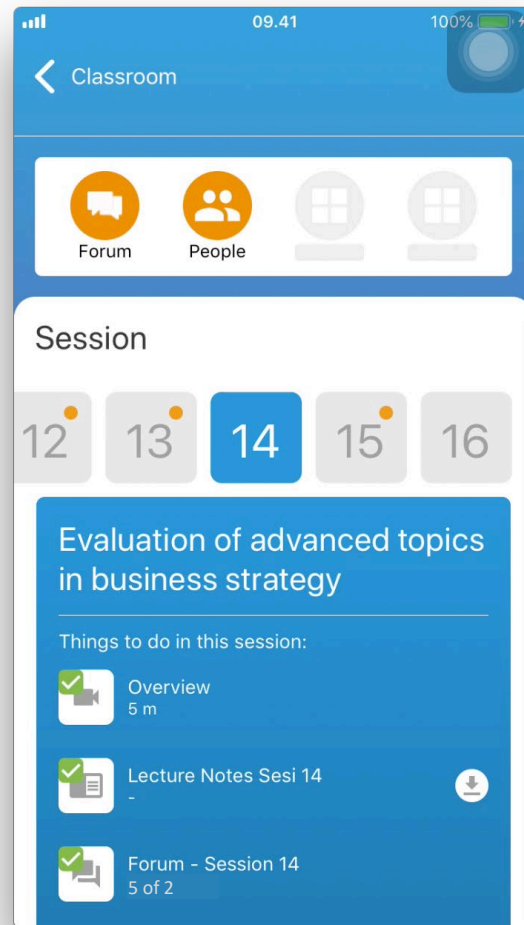 09.41
100%
Classroom
Forum
People
Session
12
13
14
15
16
Evaluation of advanced topics
in business strategy
Things to do in this session:
Overview
5 m
Lecture Notes Sesi 14
-
Forum - Session 14
5 of 2